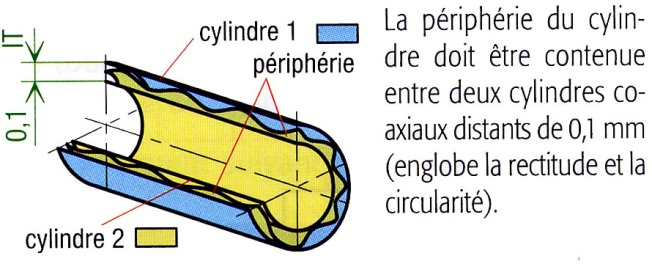 cylindre 1
périphérie
IT
0,1
cylindre 2
La périphérie du cylin-
dre doit être contenue
entre deux cylindres co-
axiaux distants de 0,1 mm
(englobe la rectitude et la
circularité).